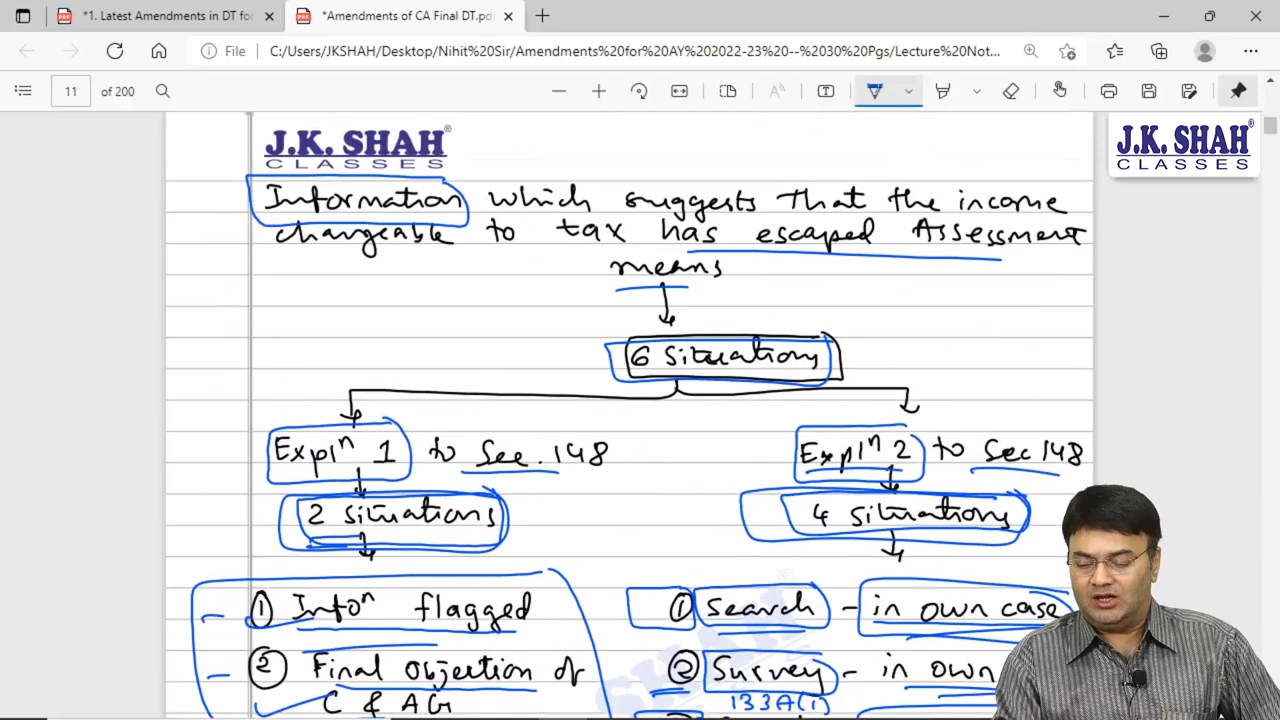 *1. Latest Amendments in DT for
*Amendments of CA Final DT.pdf
File C:/Users/JKSHAH/Desktop/Nihit%20Sir/Amendments%20for%20AY%202022-23%20--%2030%20Pgs/Lecture%20Not...
11 of 200
J.K. SHAH®
CLASSES
J.K. SHAH®
CLASSES
Information which suggests that the income
chargeable to tax has escaped Assessment
means
6 Situations
Explⁿ 1 to Sec. 148
Explⁿ 2 to Sec 148
2 situations
4 situations
① Infoⁿ flagged
② Final Objection of
C & AG
① Search - in own case
② Survey - in own
133A(1)